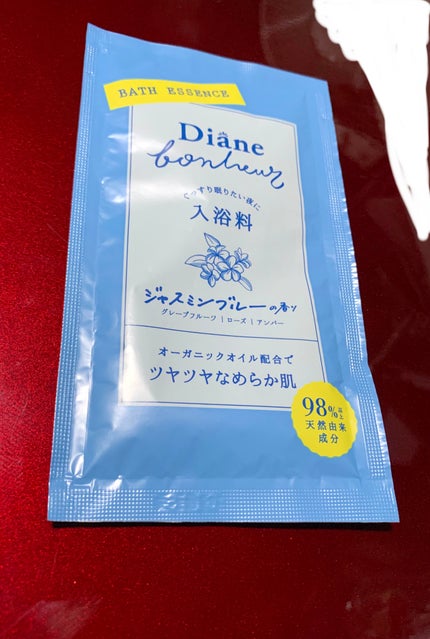 BATH ESSENCE
Diane
bonheur
ぐっすり眠りたい夜に
入浴料
ジャスミンブルーの香り
グレープフルーツ | ローズ | アンバー
オーガニックオイル配合で
ツヤツヤなめらか肌
98%以上
天然由来
成分